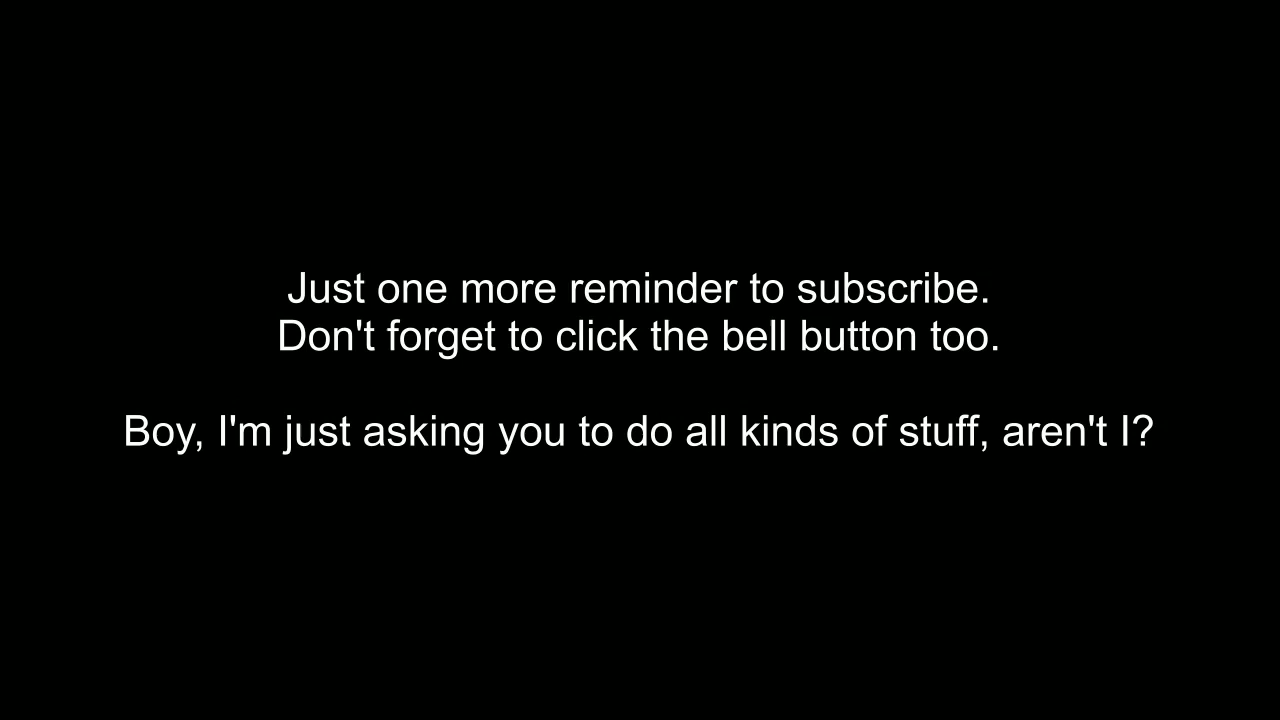 Just one more reminder to subscribe.
Don't forget to click the bell button too.
Boy, I'm just asking you to do all kinds of stuff, aren't I?